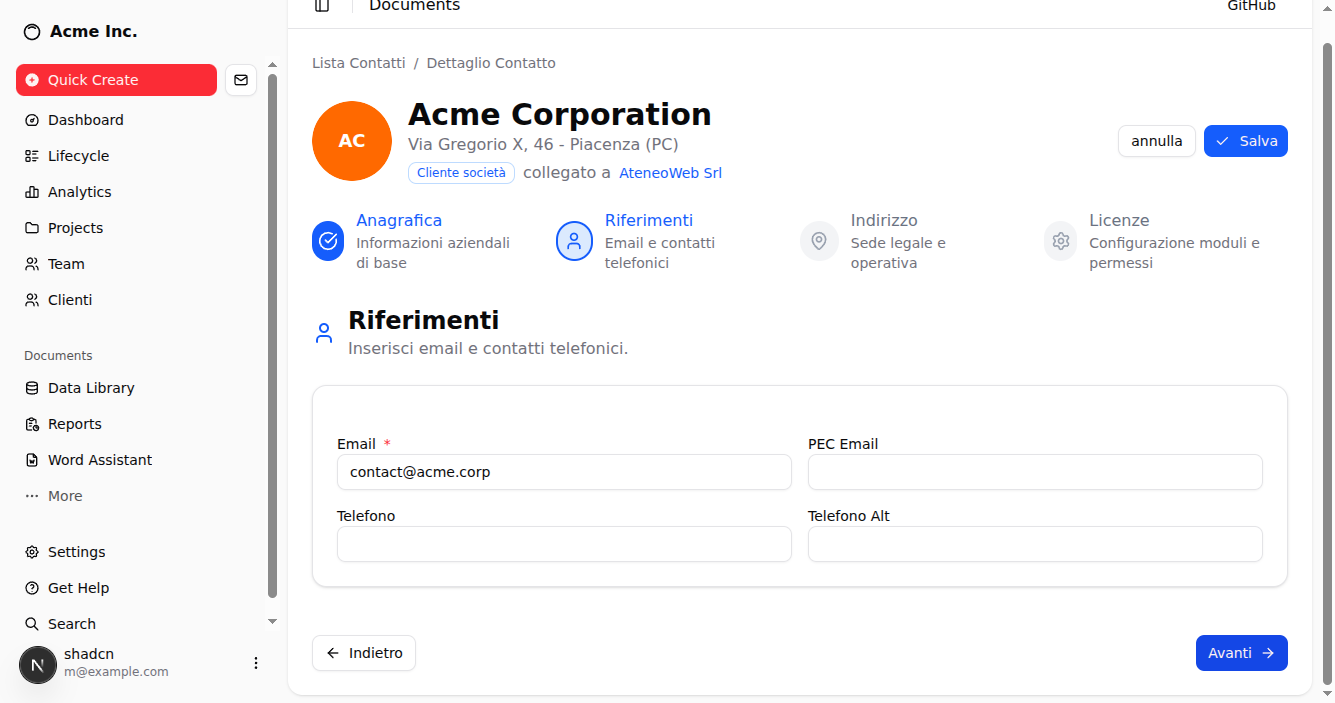 Acme Inc.
Quick Create
Dashboard
Lifecycle
Analytics
Projects
Team
Clienti
Documents
Data Library
Reports
Word Assistant
More
Settings
Get Help
Search
N
shadcn
m@example.com
Documents
GitHub
Lista Contatti / Dettaglio Contatto
AC
Acme Corporation
Via Gregorio X, 46 - Piacenza (PC)
Cliente società collegato a AteneoWeb Srl
annulla
Salva
Anagrafica
Informazioni aziendali
di base
Riferimenti
Email e contatti
telefonici
Indirizzo
Sede legale e
operativa
Licenze
Configurazione moduli e
permessi
Riferimenti
Inserisci email e contatti telefonici.
Email *
contact@acme.corp
PEC Email
Telefono
Telefono Alt
Indietro
Avanti